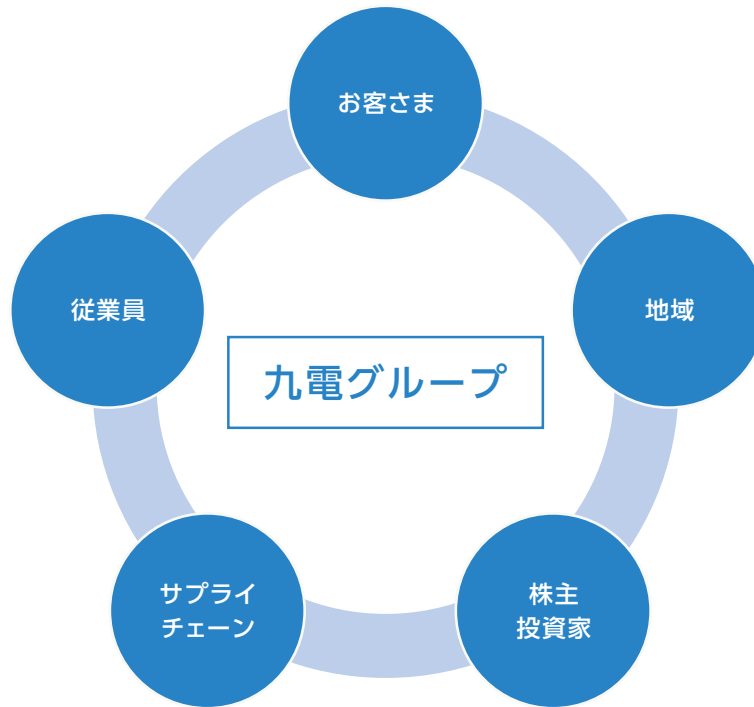 お客さま
従業員
地域
九電グループ
サプライ
チェーン
株主
投資家